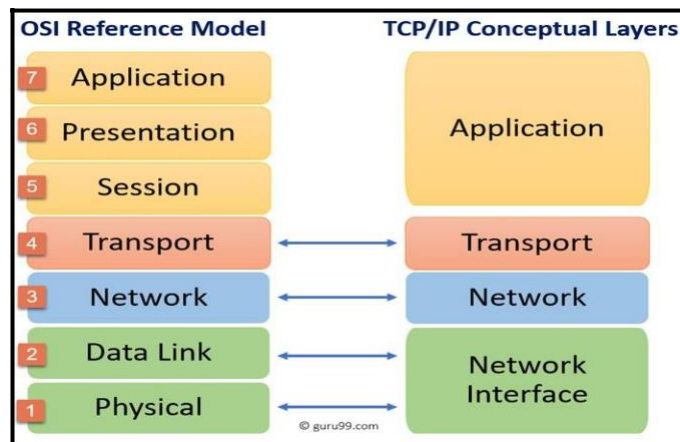 OSI Reference Model
TCP/IP Conceptual Layers
7 Application
6 Presentation
5 Session
Application
4 Transport
Transport
3 Network
Network
2 Data Link
1 Physical
Network
Interface
© guru99.com